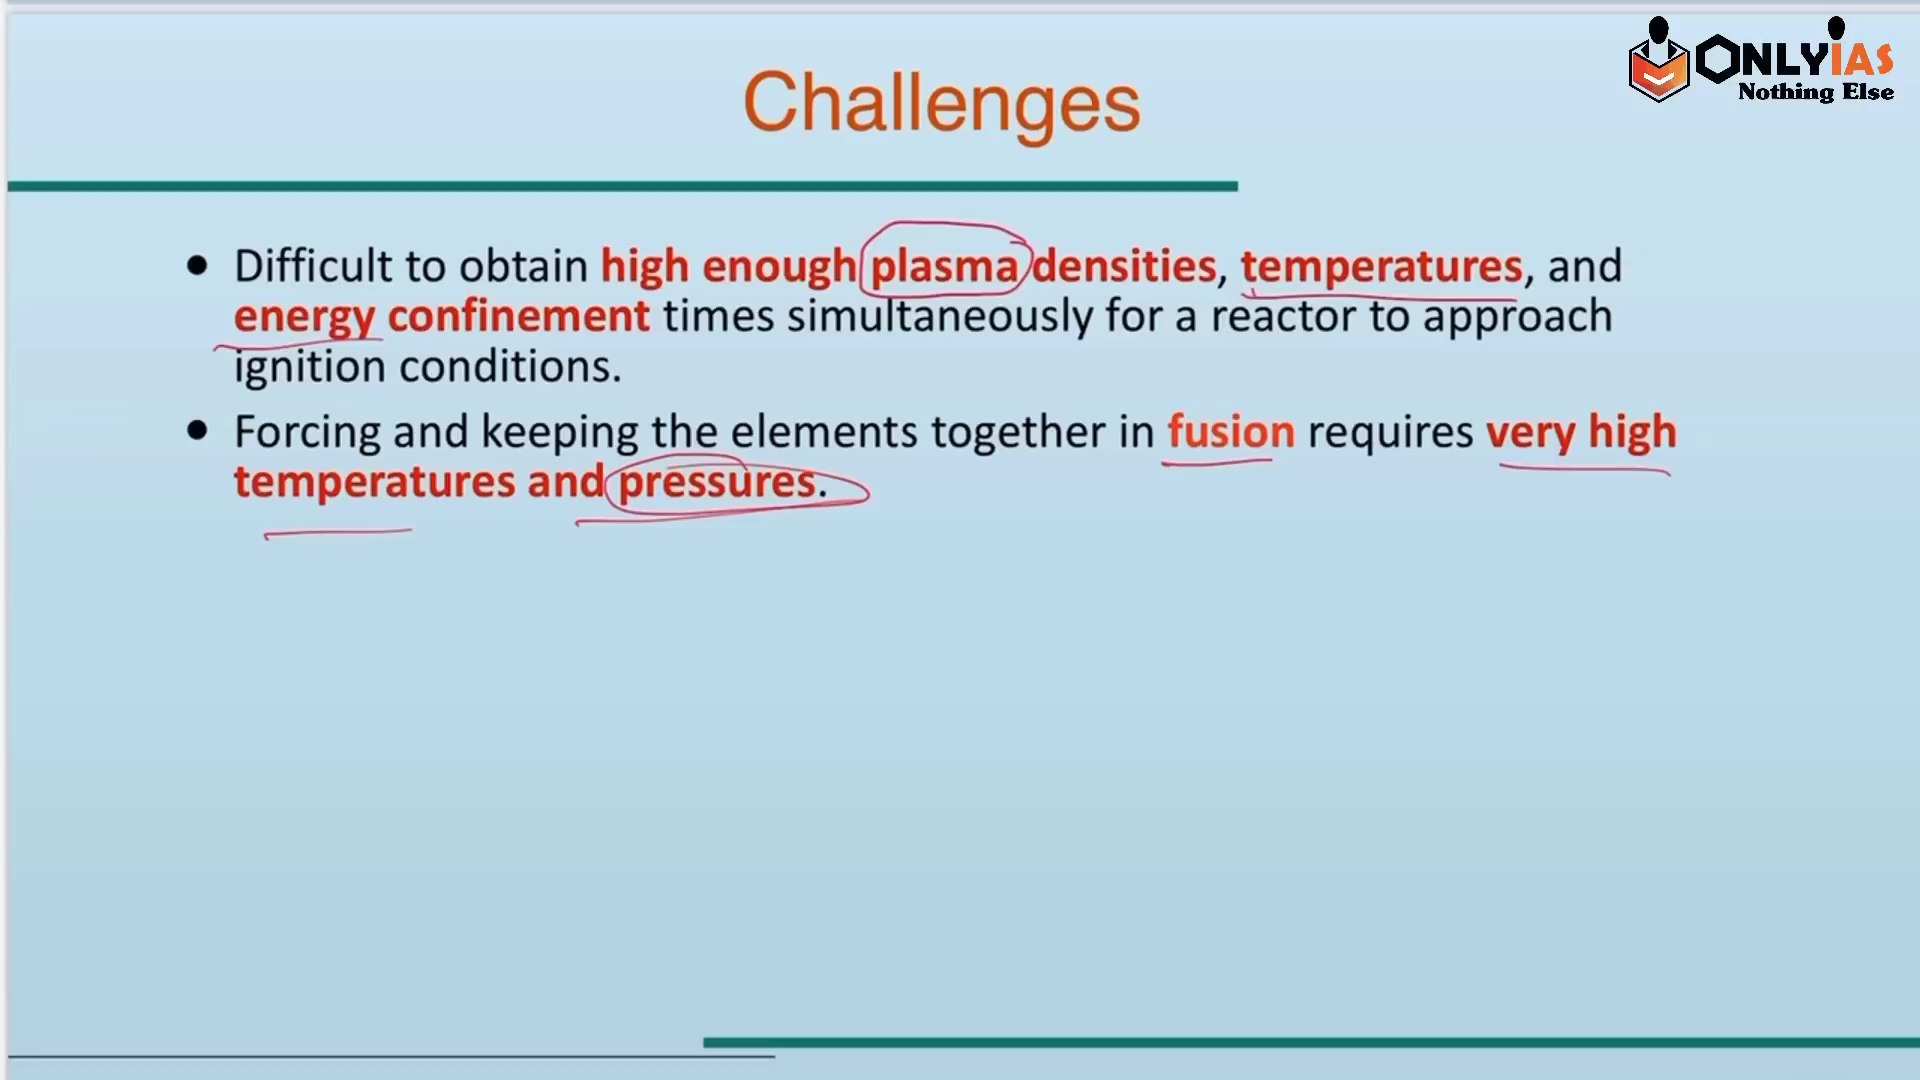 ONLYIAS
Nothing Else
Challenges
• Difficult to obtain high enough plasma densities, temperatures, and
energy confinement times simultaneously for a reactor to approach
ignition conditions.
• Forcing and keeping the elements together in fusion requires very high
temperatures and pressures.